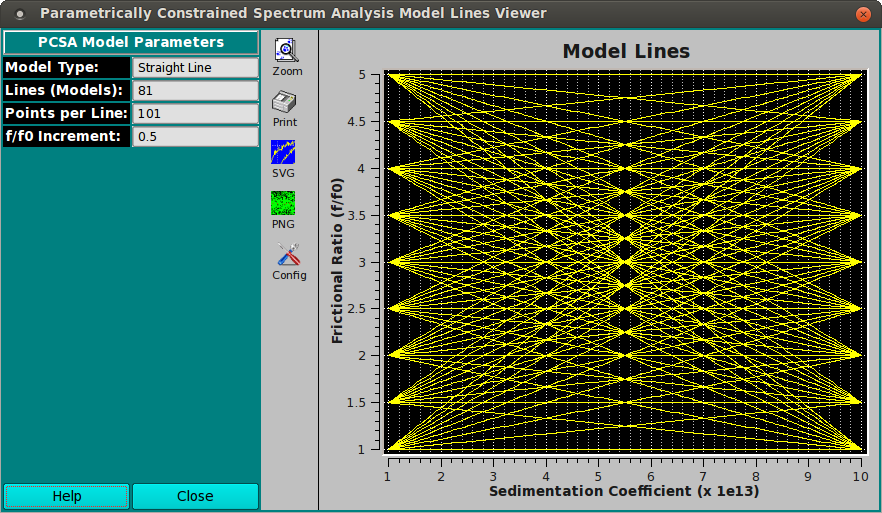 Parametrically Constrained Spectrum Analysis Model Lines Viewer
PCSA Model Parameters
Model Type: Straight Line
Lines (Models): 81
Points per Line: 101
f/f0 Increment: 0.5
Help Close
Zoom
Print
SVG
PNG
Config
Model Lines
Frictional Ratio (f/f0)
5
4.5
4
3.5
3
2.5
2
1.5
1
1 2 3 4 5 6 7 8 9 10
Sedimentation Coefficient (x 1e13)